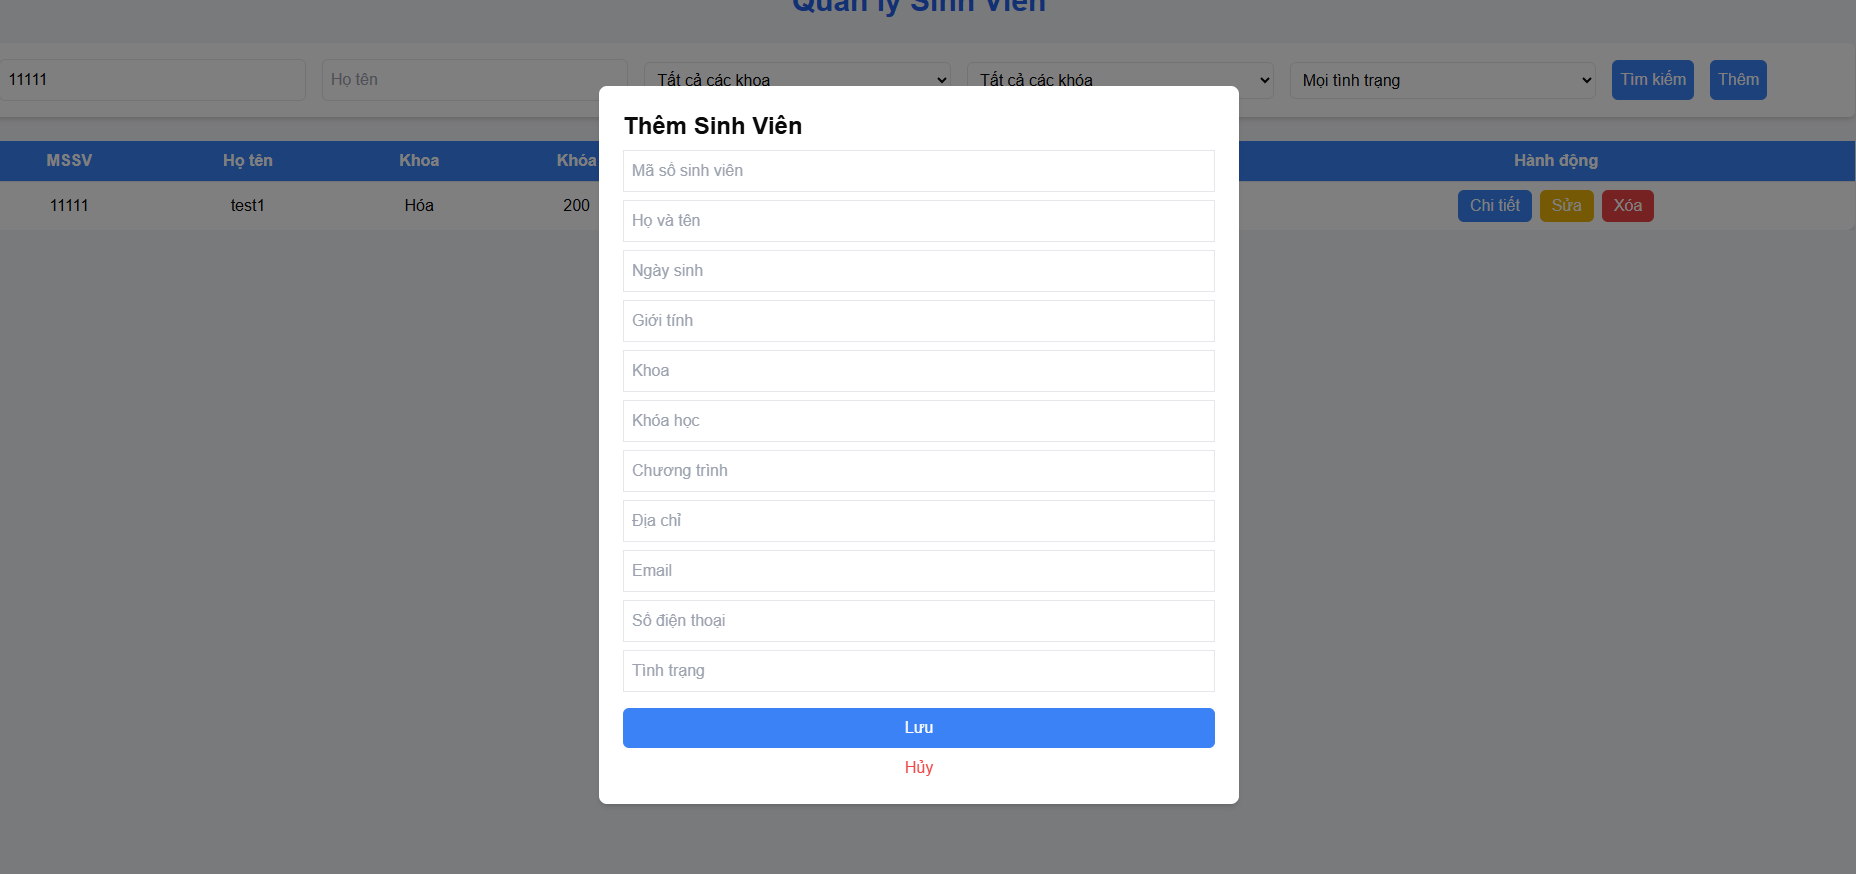 Quản lý Sinh Viên
11111 Họ tên Tất cả các khoa Tất cả các khóa Mọi tình trạng Tìm kiếm Thêm
MSSV Họ tên Khoa Khóa Hành động
11111 test1 Hóa 200 Chi tiết Sửa Xóa
Thêm Sinh Viên
Mã số sinh viên
Họ và tên
Ngày sinh
Giới tính
Khoa
Khóa học
Chương trình
Địa chỉ
Email
Số điện thoại
Tình trạng
Lưu
Hủy